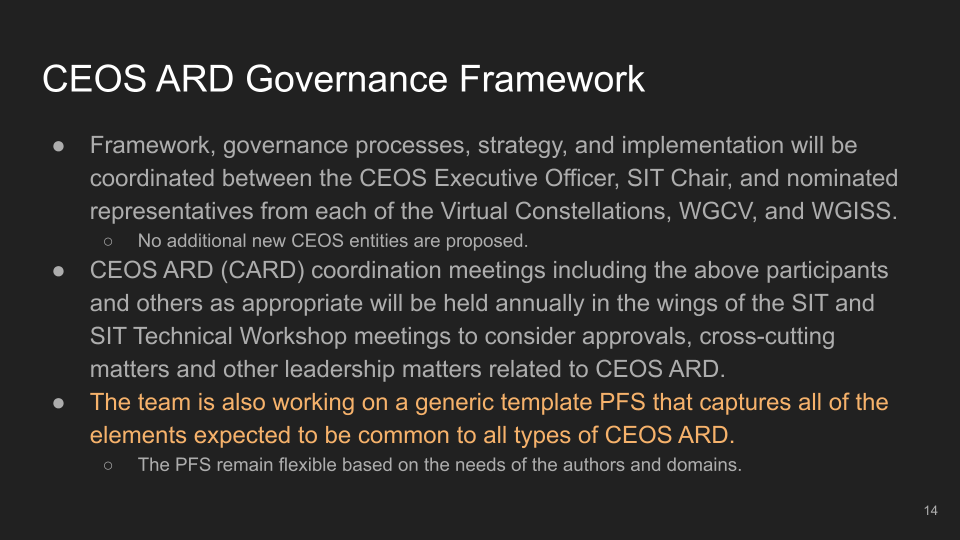 CEOS ARD Governance Framework
● Framework, governance processes, strategy, and implementation will be
coordinated between the CEOS Executive Officer, SIT Chair, and nominated
representatives from each of the Virtual Constellations, WGCV, and WGISS.
○ No additional new CEOS entities are proposed.
● CEOS ARD (CARD) coordination meetings including the above participants
and others as appropriate will be held annually in the wings of the SIT and
SIT Technical Workshop meetings to consider approvals, cross-cutting
matters and other leadership matters related to CEOS ARD.
● The team is also working on a generic template PFS that captures all of the
elements expected to be common to all types of CEOS ARD.
○ The PFS remain flexible based on the needs of the authors and domains.
14